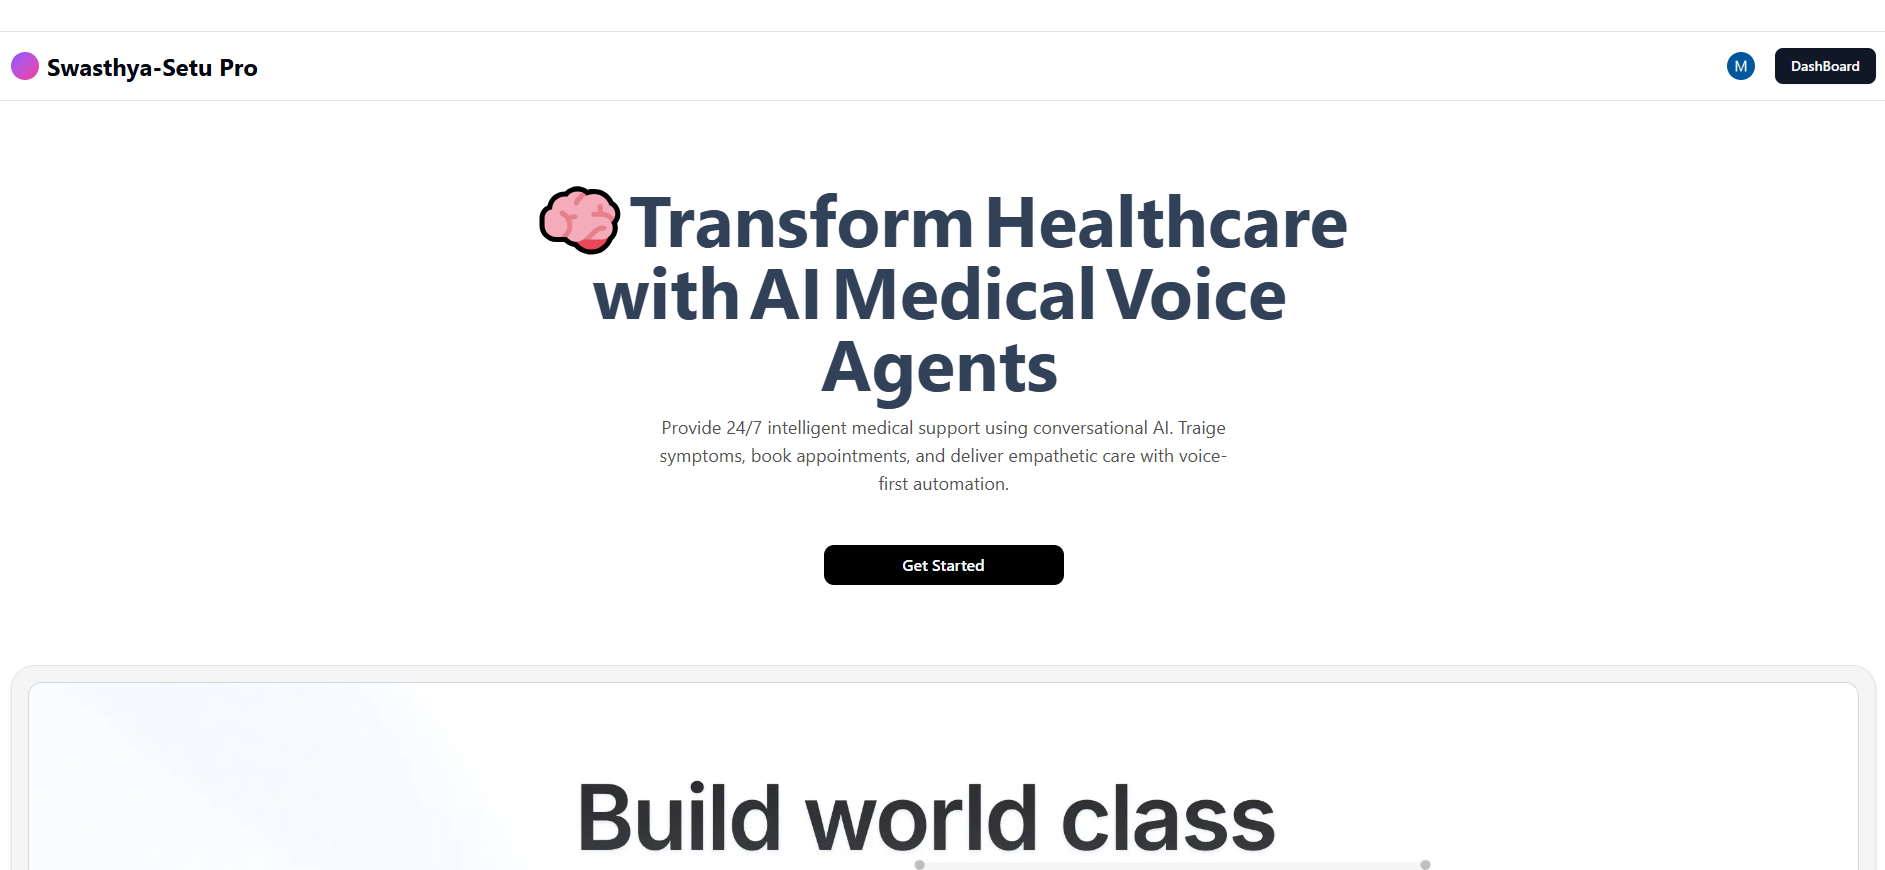 Swasthya-Setu Pro
M
DashBoard
🧠 Transform Healthcare
with AI Medical Voice
Agents
Provide 24/7 intelligent medical support using conversational AI. Traige
symptoms, book appointments, and deliver empathetic care with voice-
first automation.
Get Started
Build world class